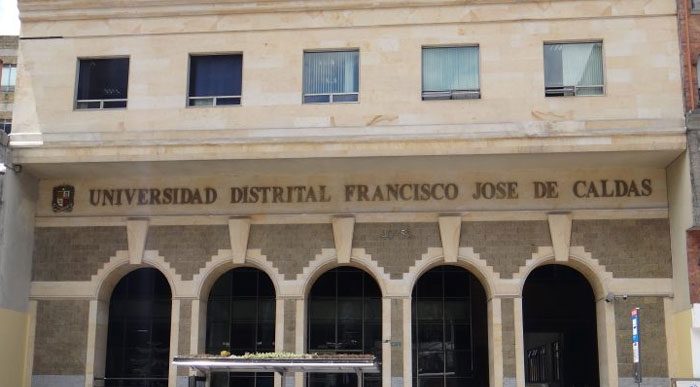 UNIVERSIDAD DISTRITAL FRANCISCO JOSE DE CALDAS